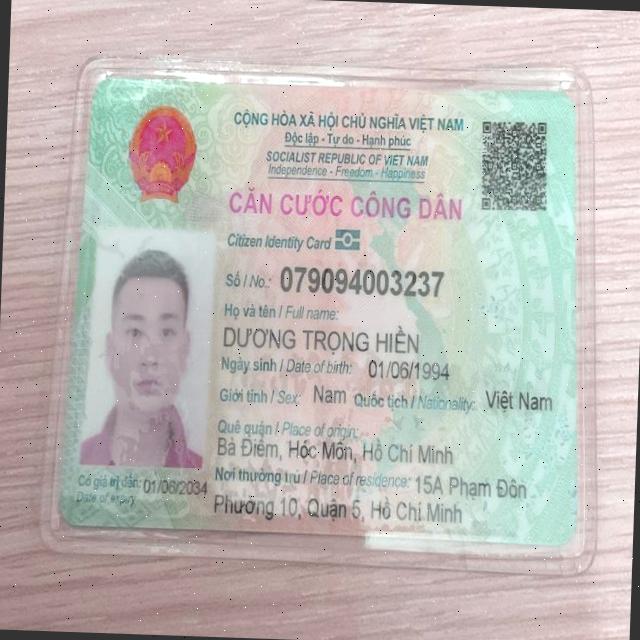 CỘNG HÒA XÃ HỘI CHỦ NGHĨA VIỆT NAM
Độc lập - Tự do - Hạnh phúc
SOCIALIST REPUBLIC OF VIET NAM
Independence - Freedom - Happiness
CĂN CƯỚC CÔNG DÂN
Citizen Identity Card
Số / No.: 079094003237
Họ và tên / Full name:
DƯƠNG TRỌNG HIỀN
Ngày sinh / Date of birth: 01/06/1994
Giới tính / Sex: Nam Quốc tịch / Nationality: Việt Nam
Quê quán / Place of origin:
Bà Điểm, Hóc Môn, Hồ Chí Minh
Nơi thường trú / Place of residence: 15A Phạm Đôn
Phường 10, Quận 5, Hồ Chí Minh
Có giá trị đến: 01/06/2034
Date of expiry